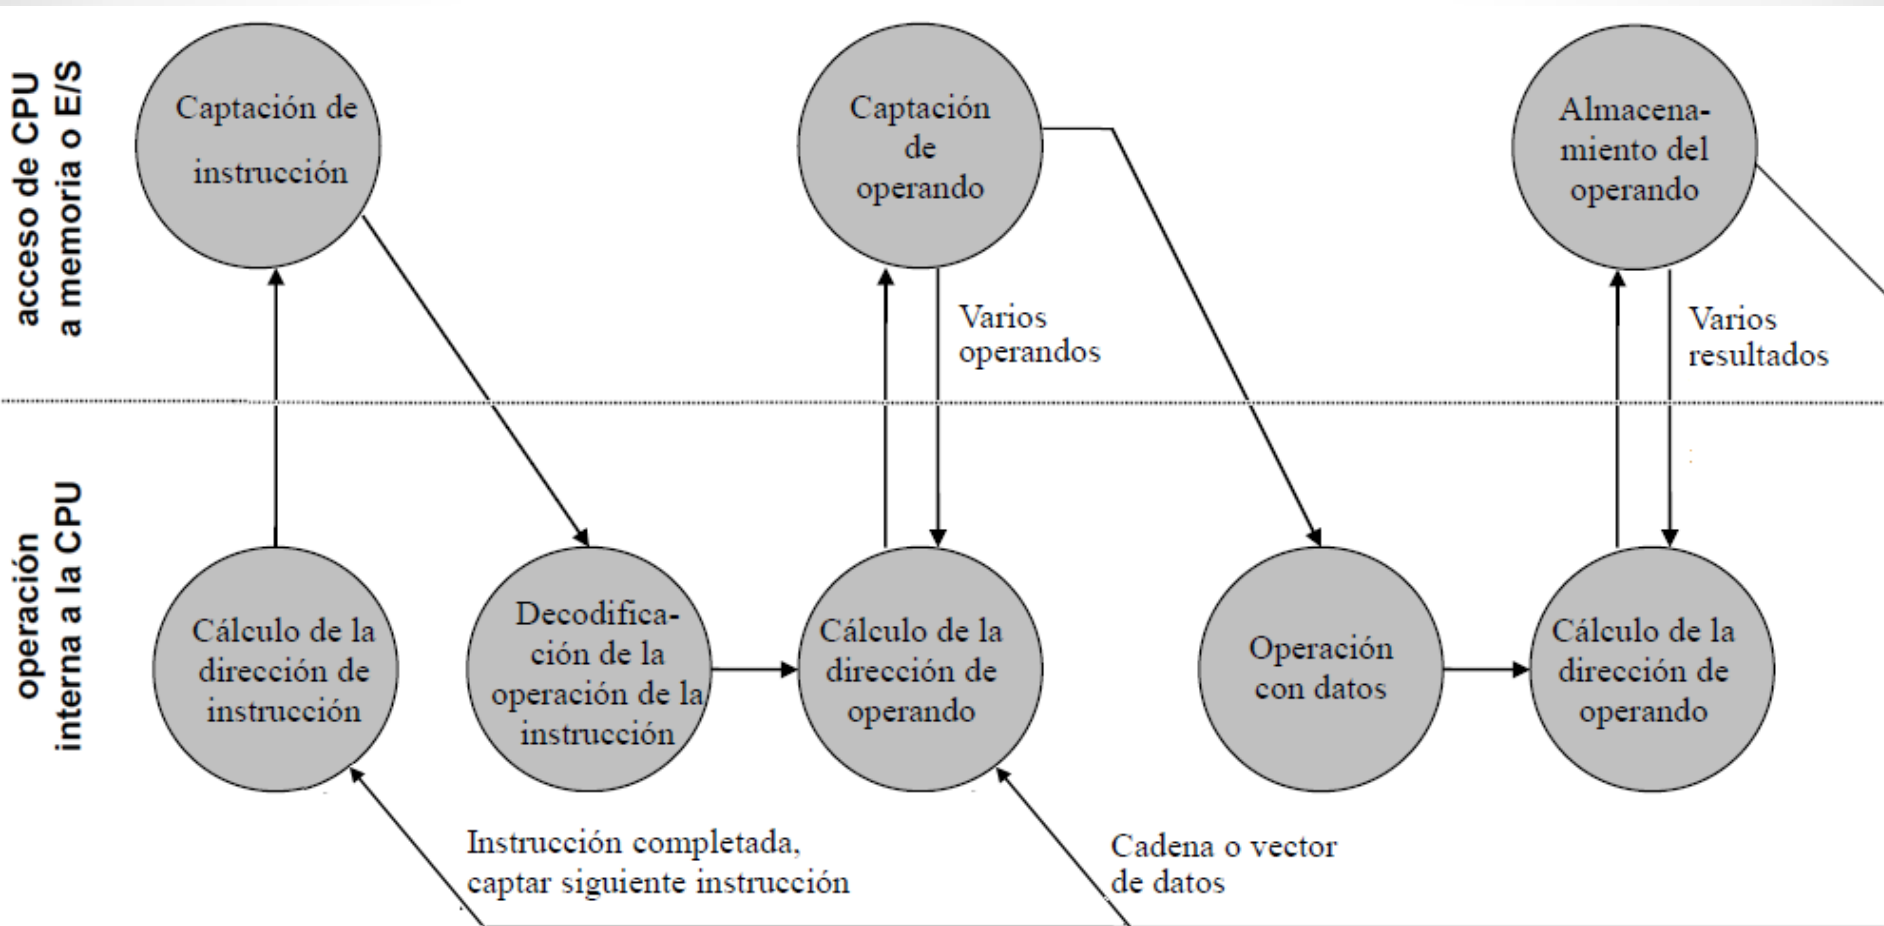 acceso de CPU
a memoria o E/S
Captación de
instrucción
Captación
de
operando
Almacena-
miento del
operando
Varios
operandos
Varios
resultados
operación
interna a la CPU
Cálculo de la
dirección de
instrucción
Decodifica-
ción de la
operación de la
instrucción
Cálculo de la
dirección de
operando
Operación
con datos
Cálculo de la
dirección de
operando
Instrucción completada,
captar siguiente instrucción
Cadena o vector
de datos